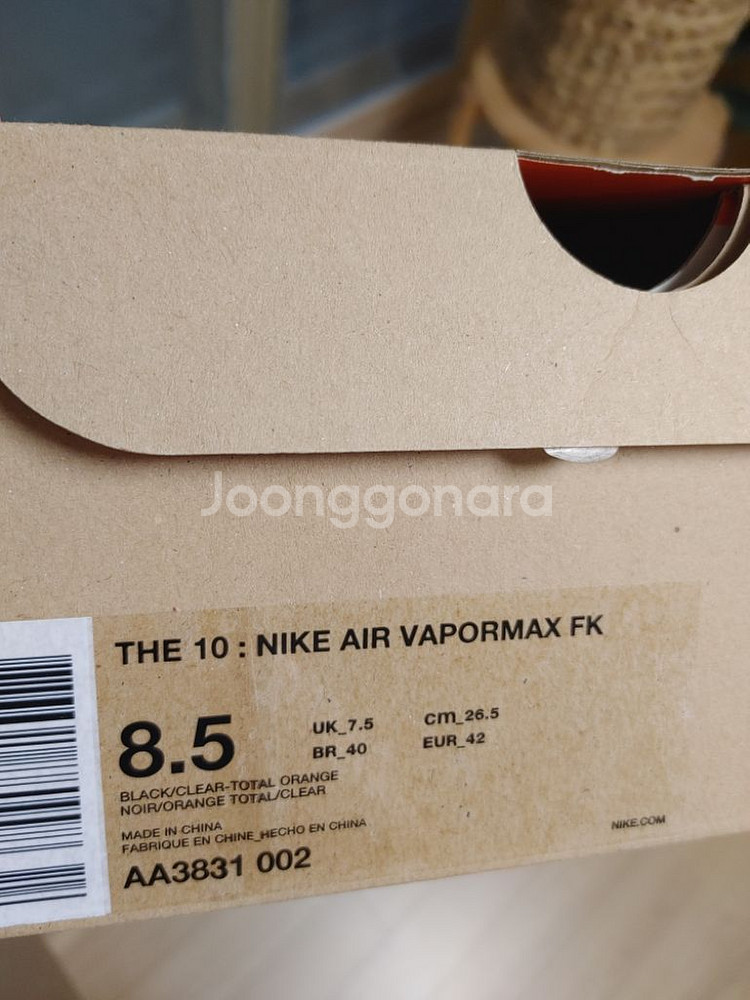 Joonggonara
THE 10 : NIKE AIR VAPORMAX FK
8.5
UK_7.5 cm_26.5
BR_40 EUR_42
BLACK/CLEAR-TOTAL ORANGE
NOIR/ORANGE TOTAL/CLEAR
MADE IN CHINA
FABRIQUE EN CHINE_HECHO EN CHINA
NIKE.COM
AA3831 002